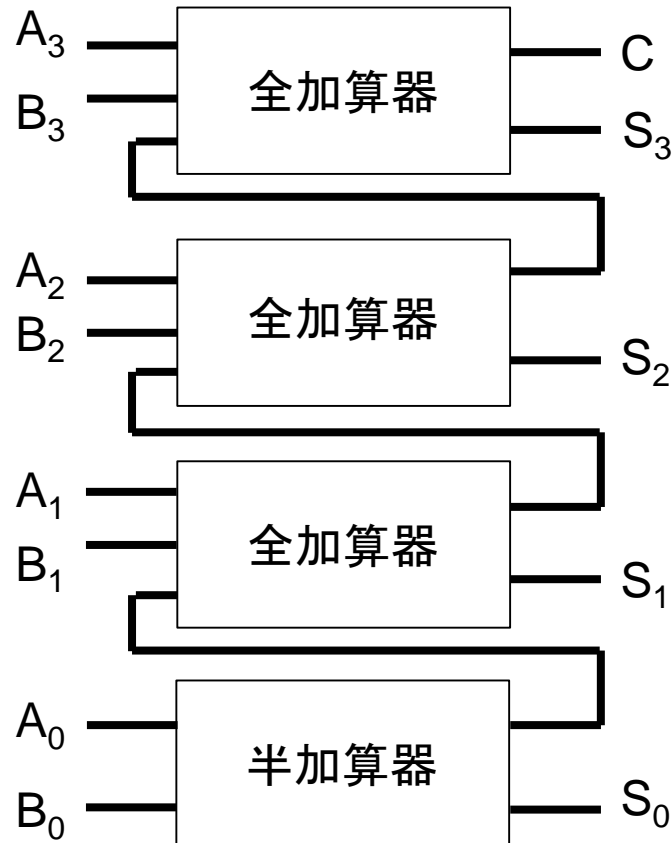 A₃ 全加算器 C
B₃ S₃
A₂ 全加算器
B₂ S₂
A₁ 全加算器
B₁ S₁
A₀ 半加算器
B₀ S₀